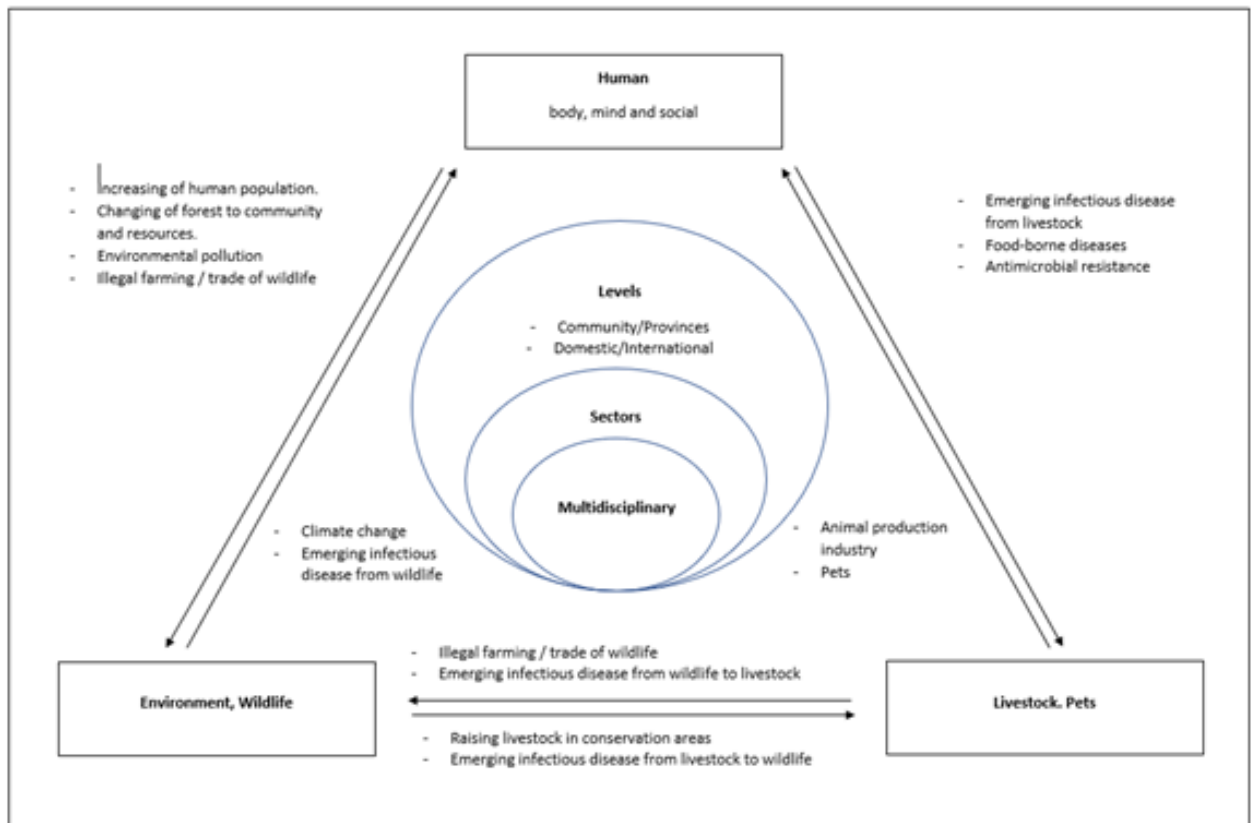 Human
body, mind and social
- Increasing of human population.
- Changing of forest to community
and resources.
- Environmental pollution
- Illegal farming / trade of wildlife
- Emerging infectious disease
from livestock
- Food-borne diseases
- Antimicrobial resistance
Levels
- Community/Provinces
- Domestic/International
Sectors
Multidisciplinary
- Climate change
- Emerging infectious
disease from wildlife
- Animal production
industry
- Pets
- Illegal farming / trade of wildlife
- Emerging infectious disease from wildlife to livestock
Environment, Wildlife
Livestock. Pets
- Raising livestock in conservation areas
- Emerging infectious disease from livestock to wildlife